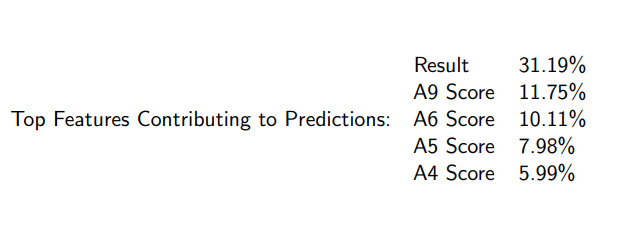 Top Features Contributing to Predictions:
Result 31.19%
A9 Score 11.75%
A6 Score 10.11%
A5 Score 7.98%
A4 Score 5.99%